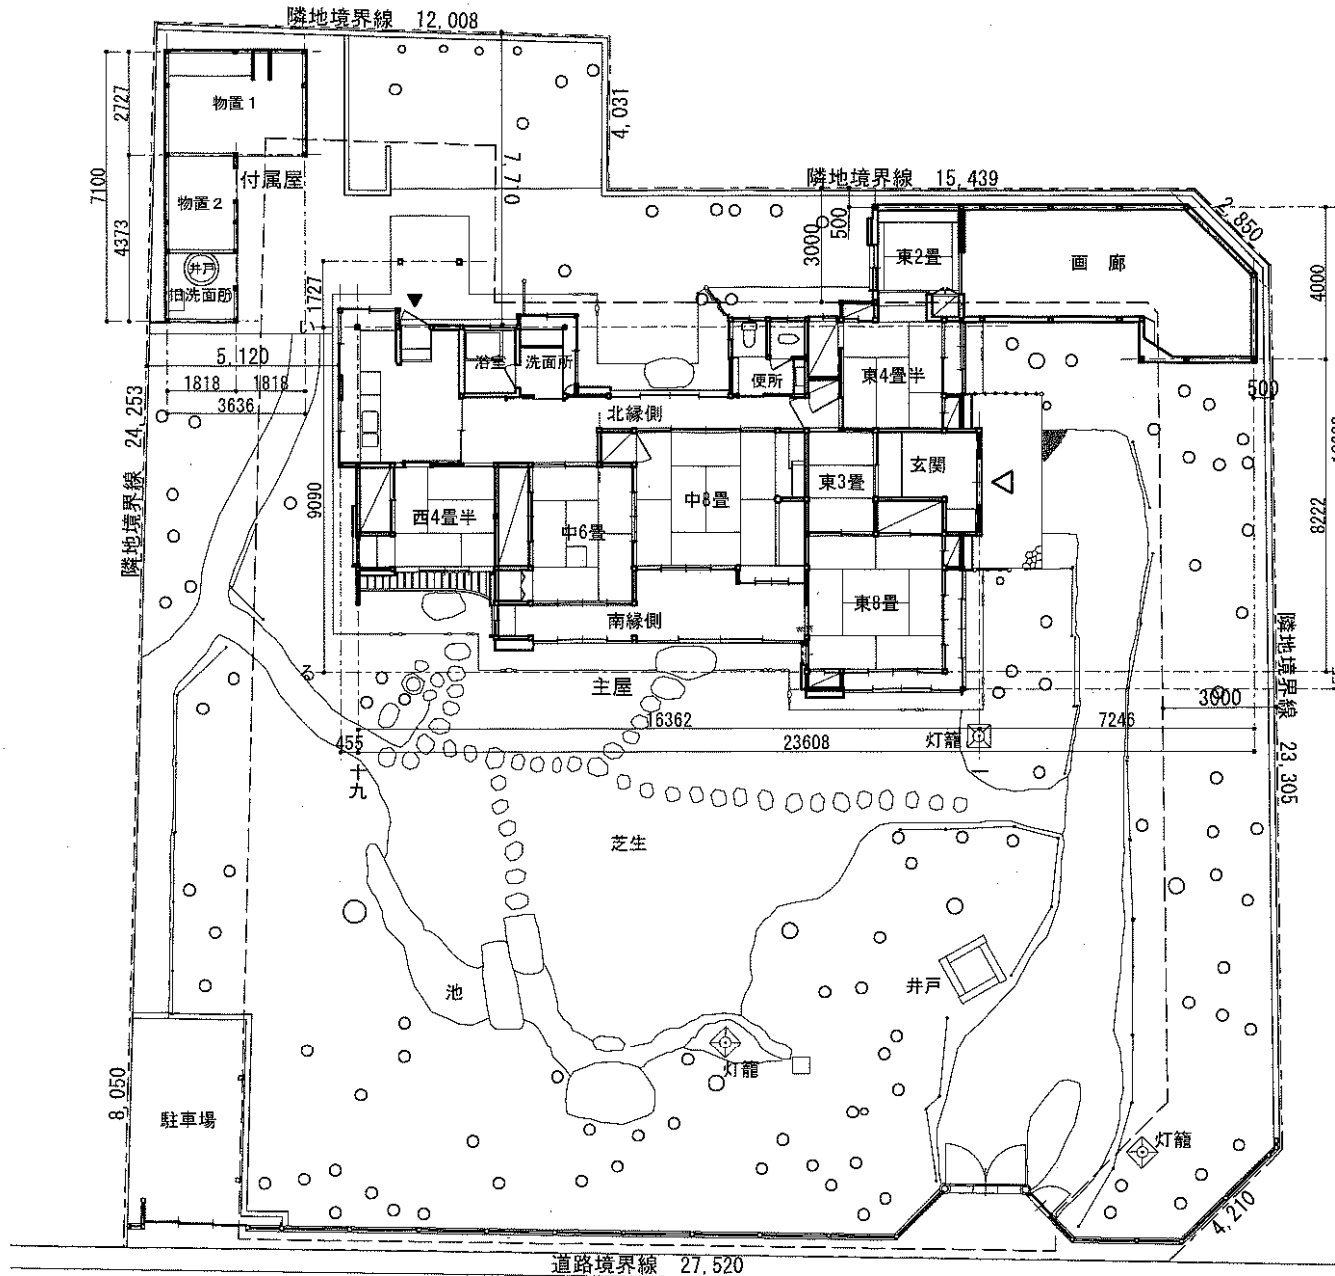 隣地境界線 12,008
4,031
7,710
物置1
2727
7100
付属屋
物置2
4373
井戸
旧洗面所
1727
隣地境界線 15,439
2,850
500
3000
東2畳
画 廊
4000
5,120
1818 1818
3636
浴室
洗面所
便所
東4畳半
500
北縁側
隣地境界線 24,253
9090
西4畳半
中6畳
中8畳
東3畳
玄関
8222
東8畳
南縁側
主屋
隣地境界線 23,305
3000
16362
7246
455
23608
灯籠
十九
一
芝生
池
井戸
灯籠
8,050
駐車場
灯籠
4,210
道路境界線 27,520